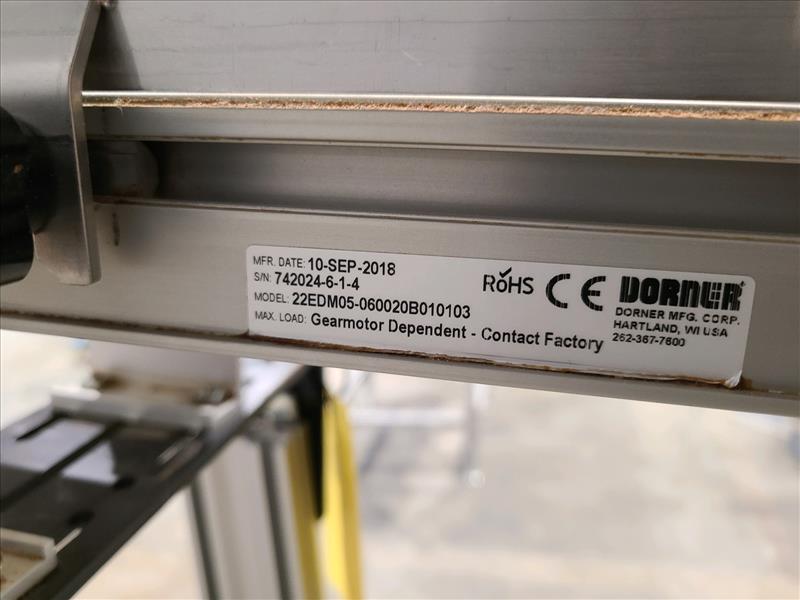 MFR. DATE: 10-SEP-2018
S/N: 742024-6-1-4
MODEL: 22EDM05-060020B010103
MAX. LOAD: Gearmotor Dependent - Contact Factory
RoHS CE DORNER
DORNER MFG. CORP.
HARTLAND, WI USA
262-367-7600